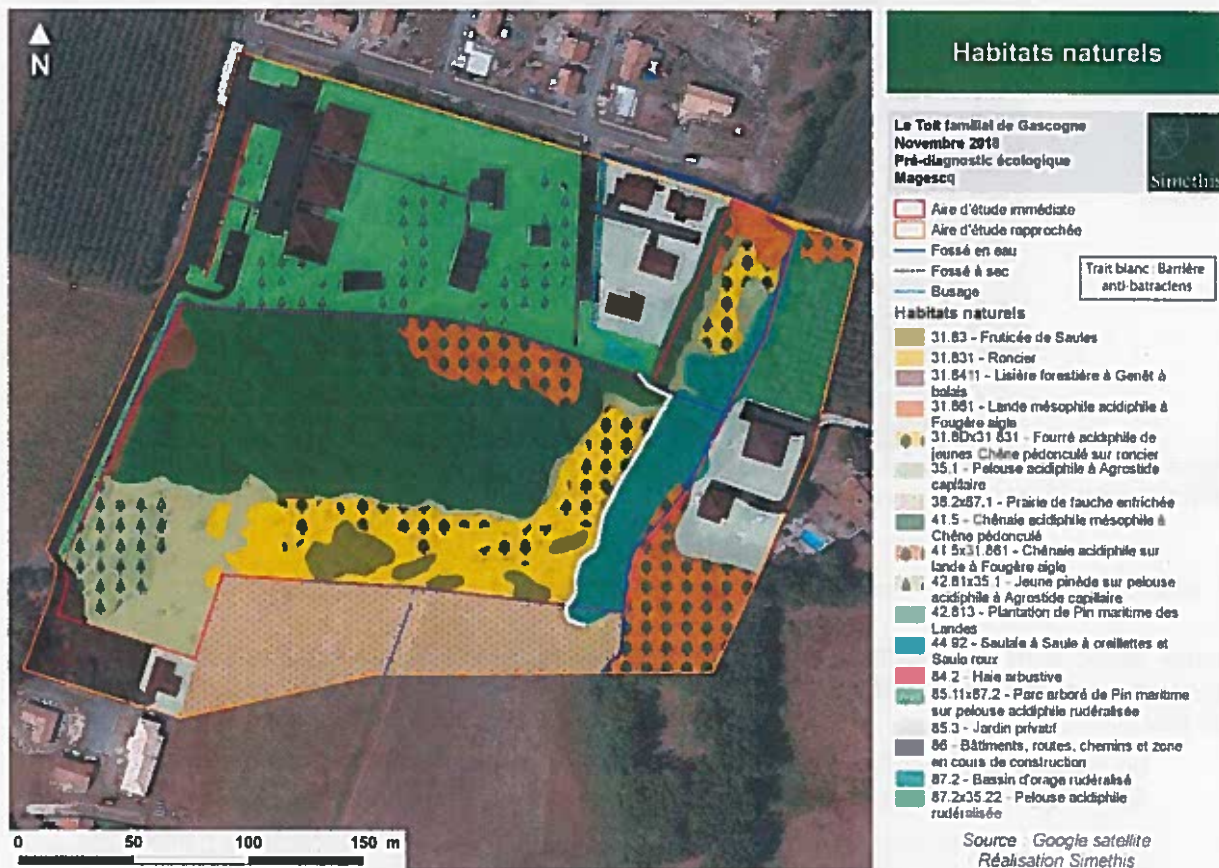 N
0 50 100 150 m
Habitats naturels
Le Toit familial de Gascogne
Novembre 2018
Pré-diagnostic écologique
Magescq
Simethis
Aire d'étude immédiate
Aire d'étude rapprochée
Fossé en eau
Fossé à sec
Busage
Trait blanc : Barrière
anti-batraciens
Habitats naturels
31.83 - Fruticée de Saules
31.831 - Roncier
31.8411 - Lisière forestière à Genêt à
balais
31.861 - Lande mésophile acidiphile à
Fougère aigle
31.8Dx31.831 - Fourré acidiphile de
jeunes Chêne pédonculé sur roncier
35.1 - Pelouse acidiphile à Agrostide
capillaire
38.2x87.1 - Prairie de fauche enfrichée
41.5 - Chênaie acidiphile mésophile à
Chêne pédonculé
41.5x31.861 - Chênaie acidiphile sur
lande à Fougère aigle
42.81x35.1 - Jeune pinède sur pelouse
acidiphile à Agrostide capillaire
42.813 - Plantation de Pin maritime des
Landes
44.92 - Saulaie à Saule à oreillettes et
Saule roux
84.2 - Haie arbustive
85.11x87.2 - Parc arboré de Pin maritime
sur pelouse acidiphile rudéralisée
85.3 - Jardin privatif
86 - Bâtiments, routes, chemins et zone
en cours de construction
87.2 - Bassin d'orage rudéralisé
87.2x35.22 - Pelouse acidiphile
rudéralisée
Source : Google satellite
Réalisation Simethis